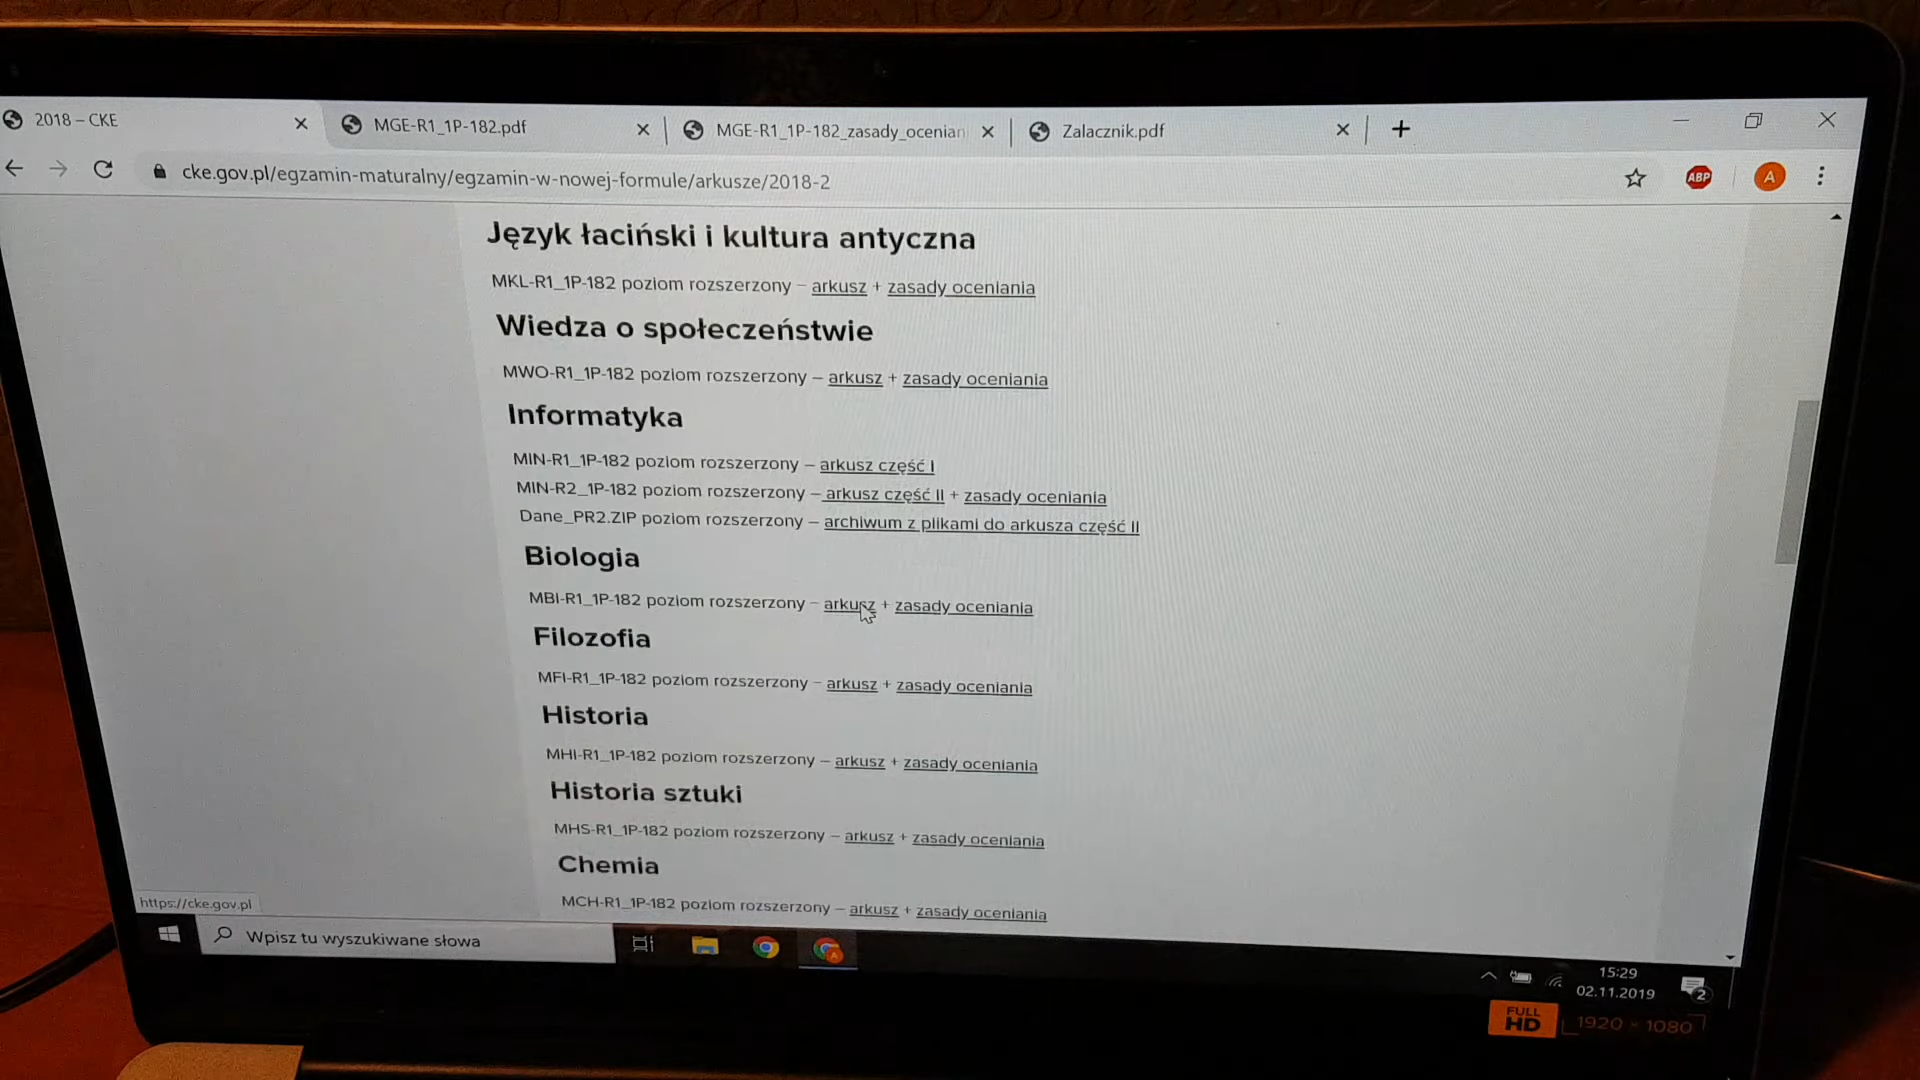 2018 – CKE
MGE-R1_1P-182.pdf
MGE-R1_1P-182_zasady_ocenian
Zalacznik.pdf
cke.gov.pl/egzamin-maturalny/egzamin-w-nowej-formule/arkusze/2018-2
ABP
A
Język łaciński i kultura antyczna
MKL-R1_1P-182 poziom rozszerzony – arkusz + zasady oceniania
Wiedza o społeczeństwie
MWO-R1_1P-182 poziom rozszerzony – arkusz + zasady oceniania
Informatyka
MIN-R1_1P-182 poziom rozszerzony – arkusz część I
MIN-R2_1P-182 poziom rozszerzony – arkusz część II + zasady oceniania
Dane_PR2.ZIP poziom rozszerzony – archiwum z plikami do arkusza część II
Biologia
MBI-R1_1P-182 poziom rozszerzony – arkusz + zasady oceniania
Filozofia
MFI-R1_1P-182 poziom rozszerzony – arkusz + zasady oceniania
Historia
MHI-R1_1P-182 poziom rozszerzony – arkusz + zasady oceniania
Historia sztuki
MHS-R1_1P-182 poziom rozszerzony – arkusz + zasady oceniania
Chemia
MCH-R1_1P-182 poziom rozszerzony – arkusz + zasady oceniania
https://cke.gov.pl
Wpisz tu wyszukiwane słowa
A
15:29
02.11.2019
2
FULL HD
1920 × 1080